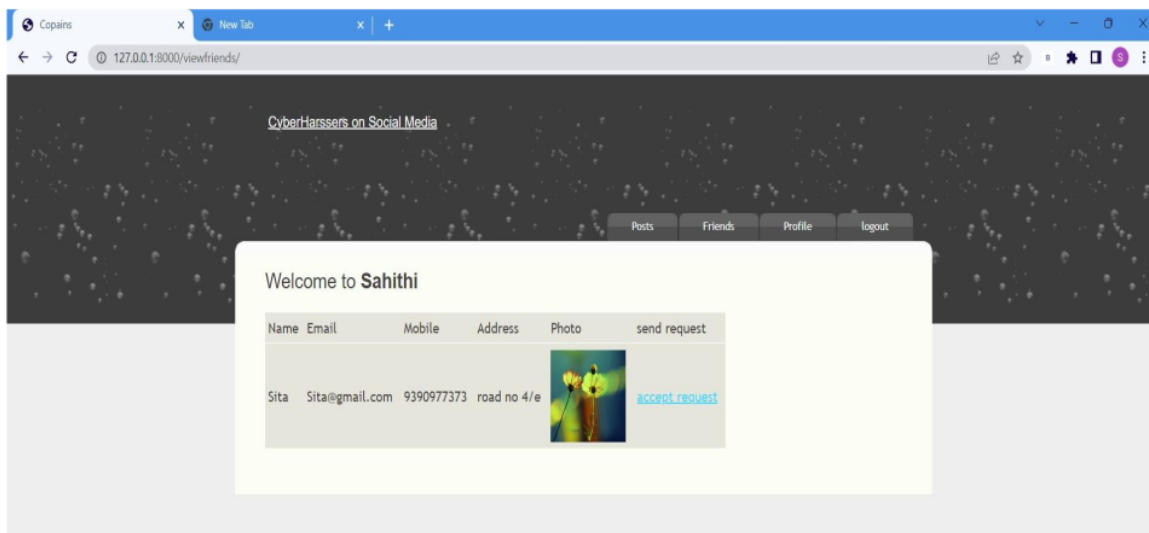 Copains
New Tab
127.0.0.1:8000/viewfriends/
S
CyberHarssers on Social Media
Posts Friends Profile logout
Welcome to Sahithi
Name Email Mobile Address Photo send request
Sita Sita@gmail.com 9390977373 road no 4/e accept request